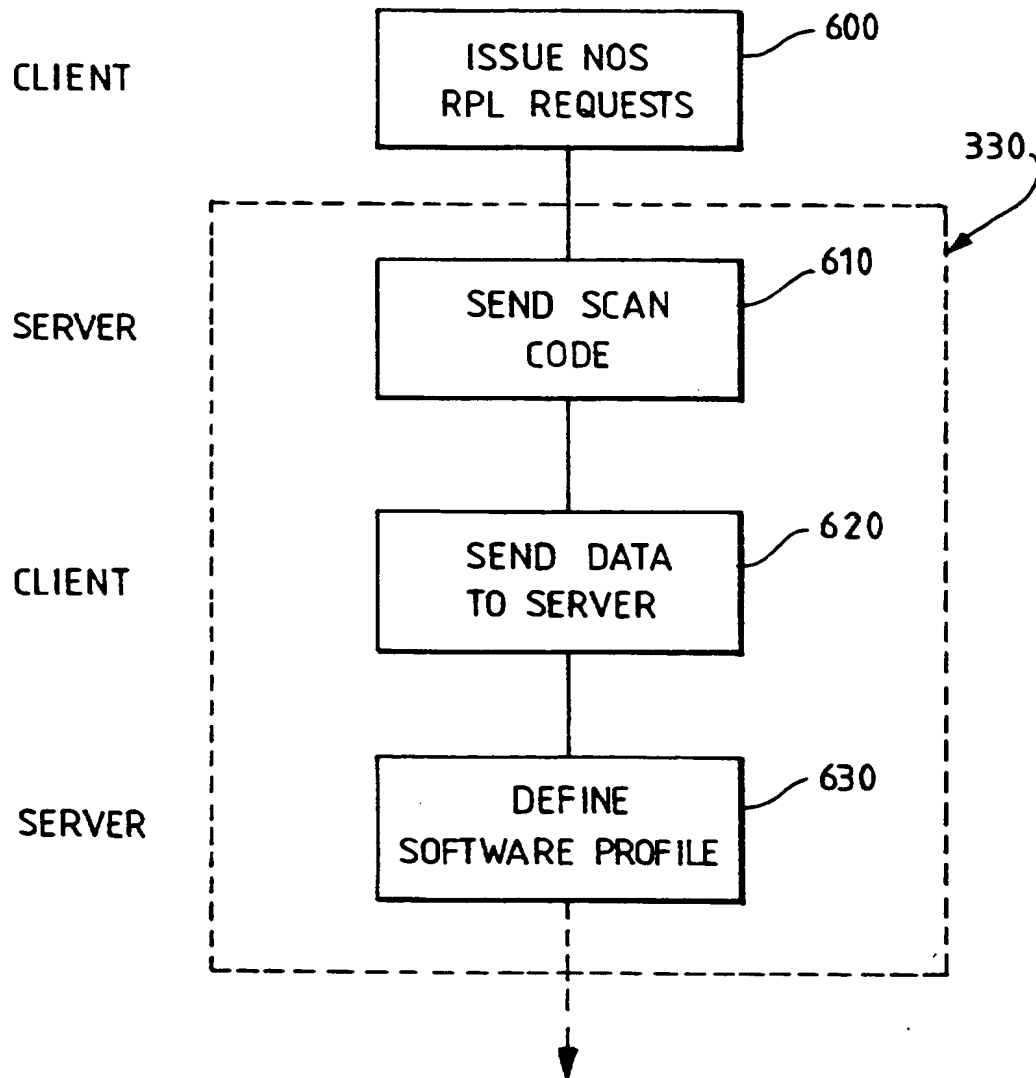 600
CLIENT
ISSUE NOS
RPL REQUESTS
330
610
SERVER
SEND SCAN
CODE
620
CLIENT
SEND DATA
TO SERVER
630
SERVER
DEFINE
SOFTWARE PROFILE